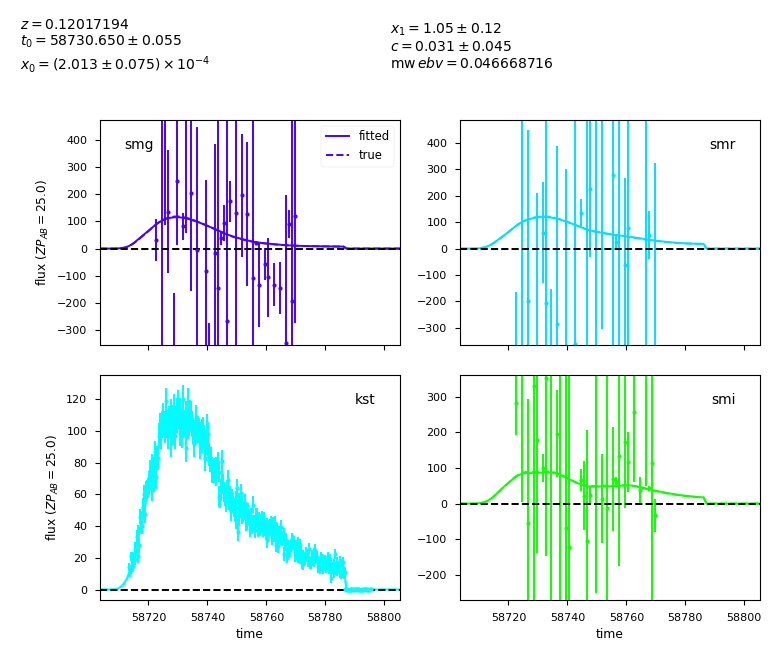 z = 0.12017194
t₀ = 58730.650 ± 0.055
x₀ = (2.013 ± 0.075) × 10⁻⁴
x₁ = 1.05 ± 0.12
c = 0.031 ± 0.045
mw ebv = 0.046668716
smg
fitted
true
400
300
200
100
0
−100
−200
−300
flux (ZP_AB = 25.0)
smr
400
300
200
100
0
−100
−200
−300
kst
120
100
80
60
40
20
0
flux (ZP_AB = 25.0)
58720 58740 58760 58780 58800
time
smi
300
200
100
0
−100
−200
58720 58740 58760 58780 58800
time